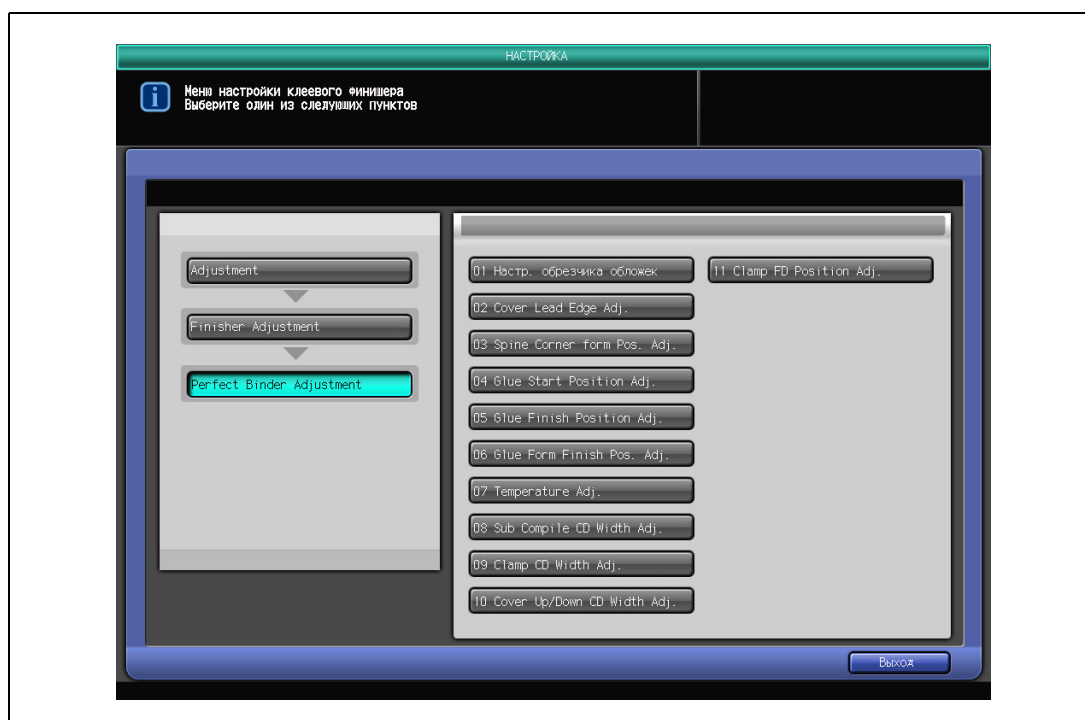 НАСТРОЙКА
Меню настройки клеевого финишера
Выберите один из следующих пунктов
Adjustment
Finisher Adjustment
Perfect Binder Adjustment
01 Настр. обрезчика обложек
02 Cover Lead Edge Adj.
03 Spine Corner form Pos. Adj.
04 Glue Start Position Adj.
05 Glue Finish Position Adj.
06 Glue Form Finish Pos. Adj.
07 Temperature Adj.
08 Sub Compile CD Width Adj.
09 Clamp CD Width Adj.
10 Cover Up/Down CD Width Adj.
11 Clamp FD Position Adj.
Выход